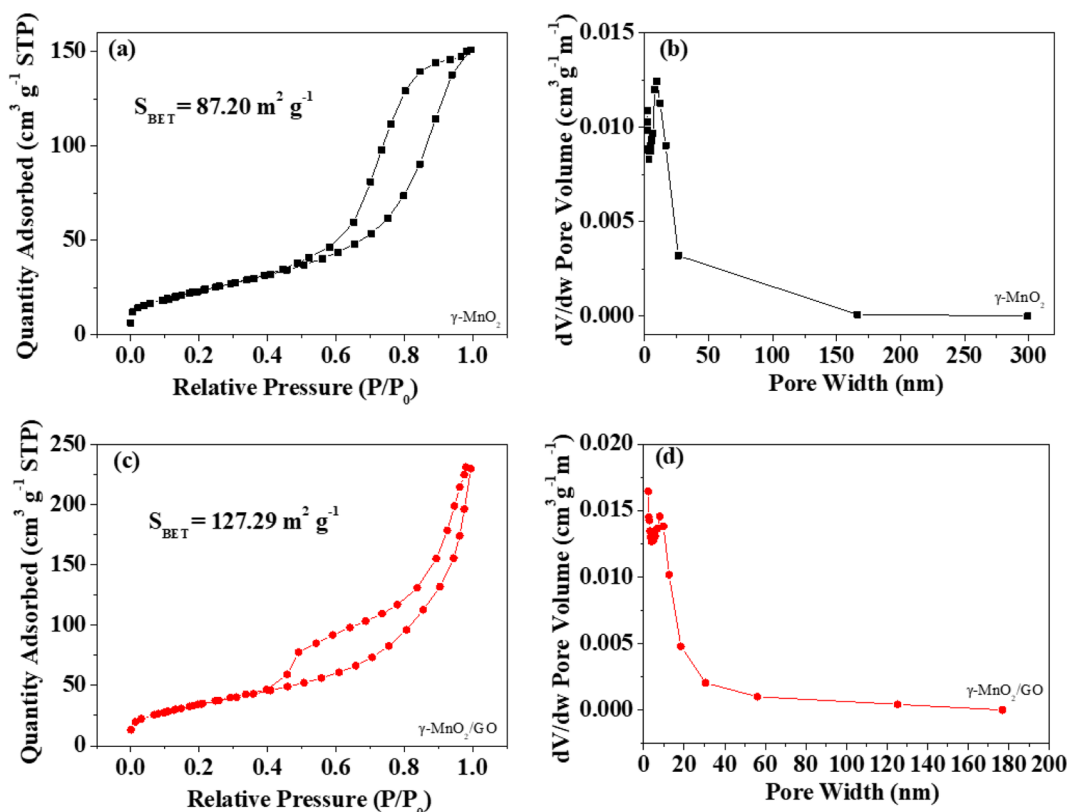 (a)
S_BET = 87.20 m² g⁻¹
γ-MnO₂
Quantity Adsorbed (cm³ g⁻¹ STP)
150
100
50
0
0.0 0.2 0.4 0.6 0.8 1.0
Relative Pressure (P/P₀)
(b)
γ-MnO₂
dV/dw Pore Volume (cm³g⁻¹m⁻¹)
0.015
0.010
0.005
0.000
0 50 100 150 200 250 300
Pore Width (nm)
(c)
S_BET = 127.29 m² g⁻¹
γ-MnO₂/GO
Quantity Adsorbed (cm³ g⁻¹ STP)
250
200
150
100
50
0
0.0 0.2 0.4 0.6 0.8 1.0
Relative Pressure (P/P₀)
(d)
γ-MnO₂/GO
dV/dw Pore Volume (cm³g⁻¹m⁻¹)
0.020
0.015
0.010
0.005
0.000
0 20 40 60 80 100 120 140 160 180 200
Pore Width (nm)